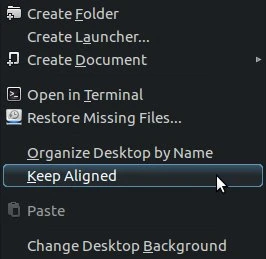 Create Folder
Create Launcher...
Create Document
Open in Terminal
Restore Missing Files...
Organize Desktop by Name
Keep Aligned
Paste
Change Desktop Background